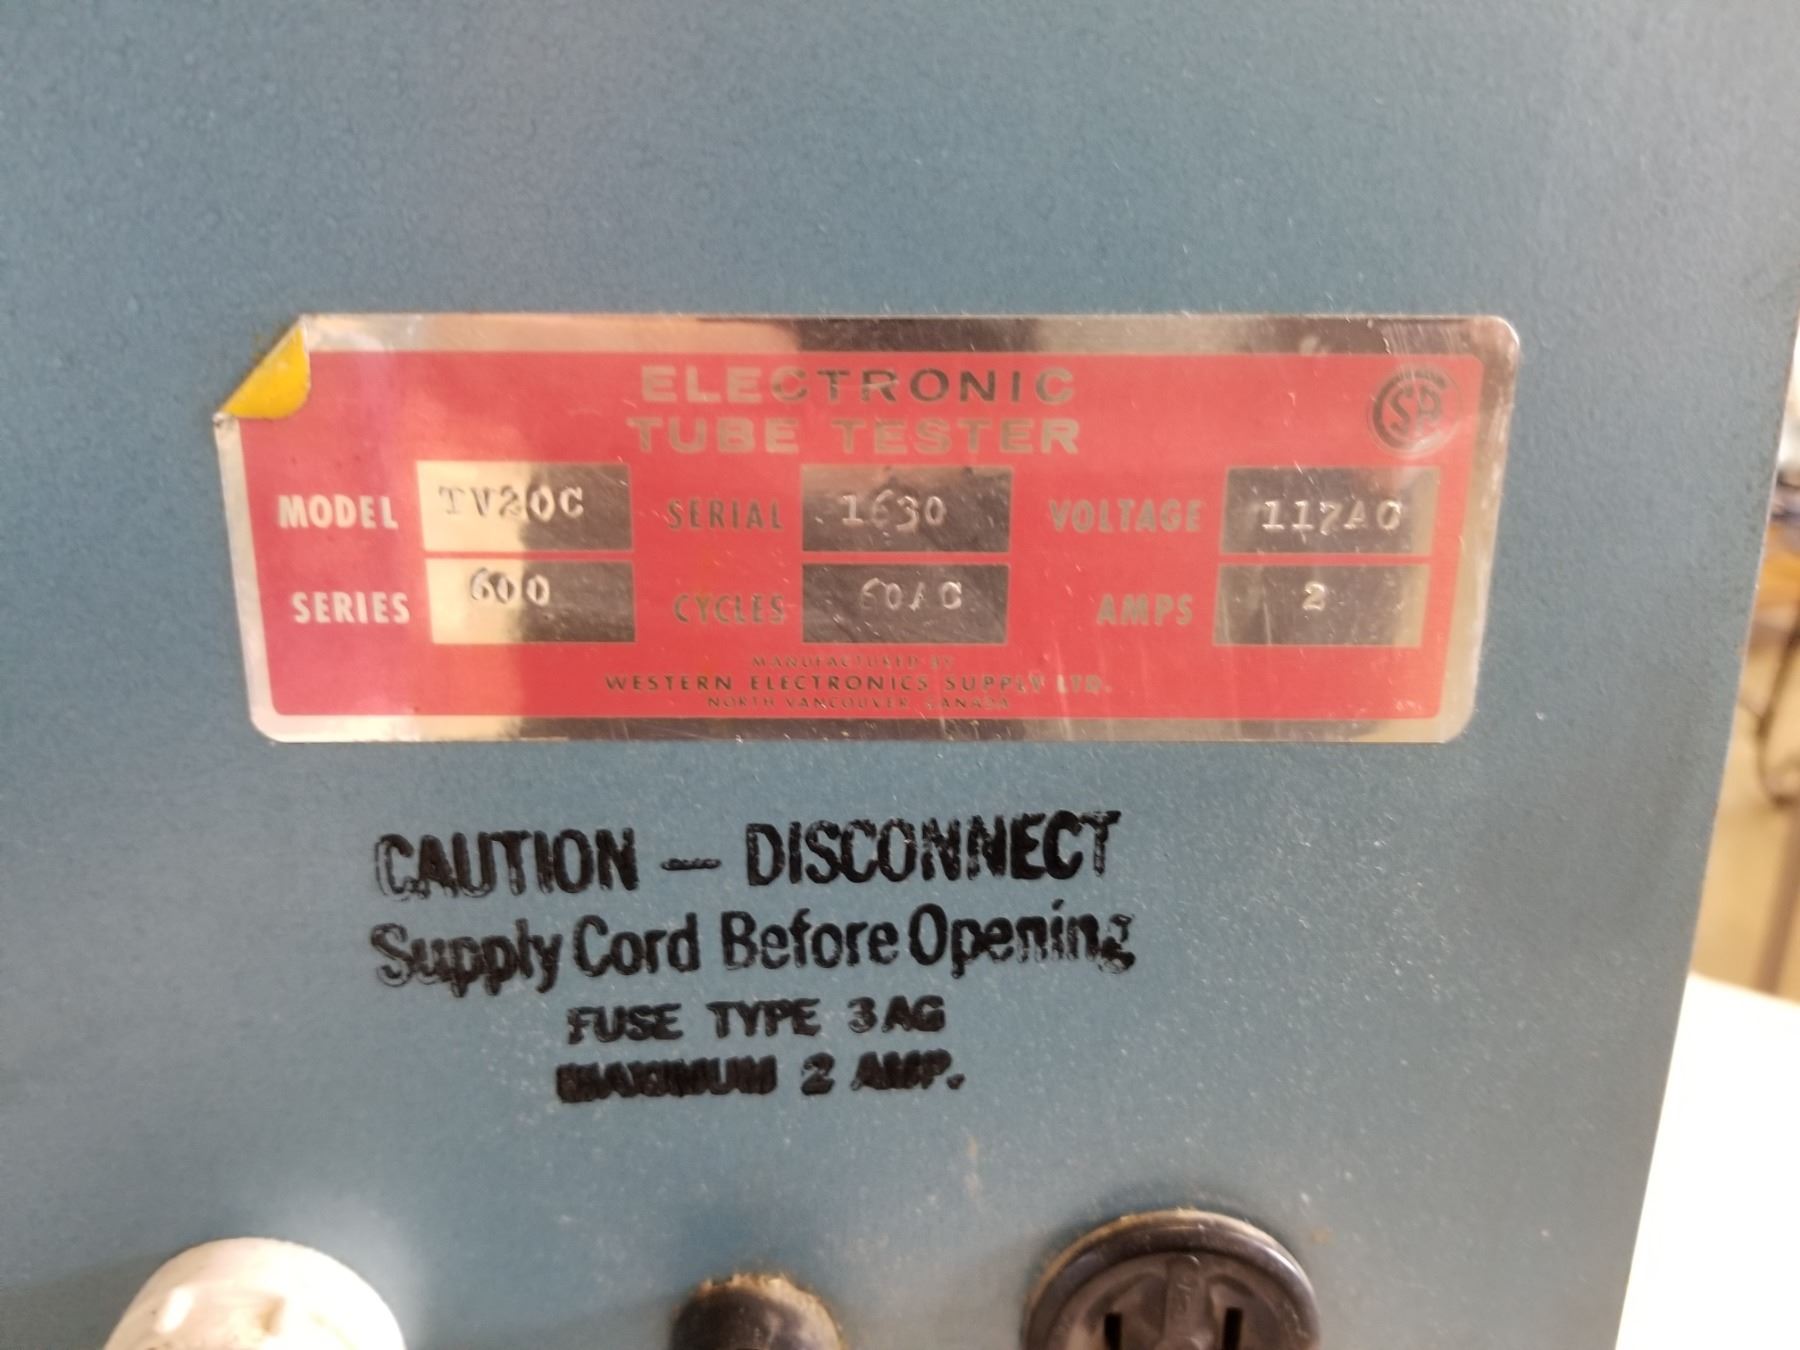 ELECTRONIC
TUBE TESTER
MODEL TV20C SERIAL 1630 VOLTAGE 117AC
SERIES 600 CYCLES 60AC AMPS 2
MANUFACTURED BY
WESTERN ELECTRONICS SUPPLY LTD.
NORTH VANCOUVER, CANADA
CAUTION — DISCONNECT
Supply Cord Before Opening
FUSE TYPE 3AG
MAXIMUM 2 AMP.